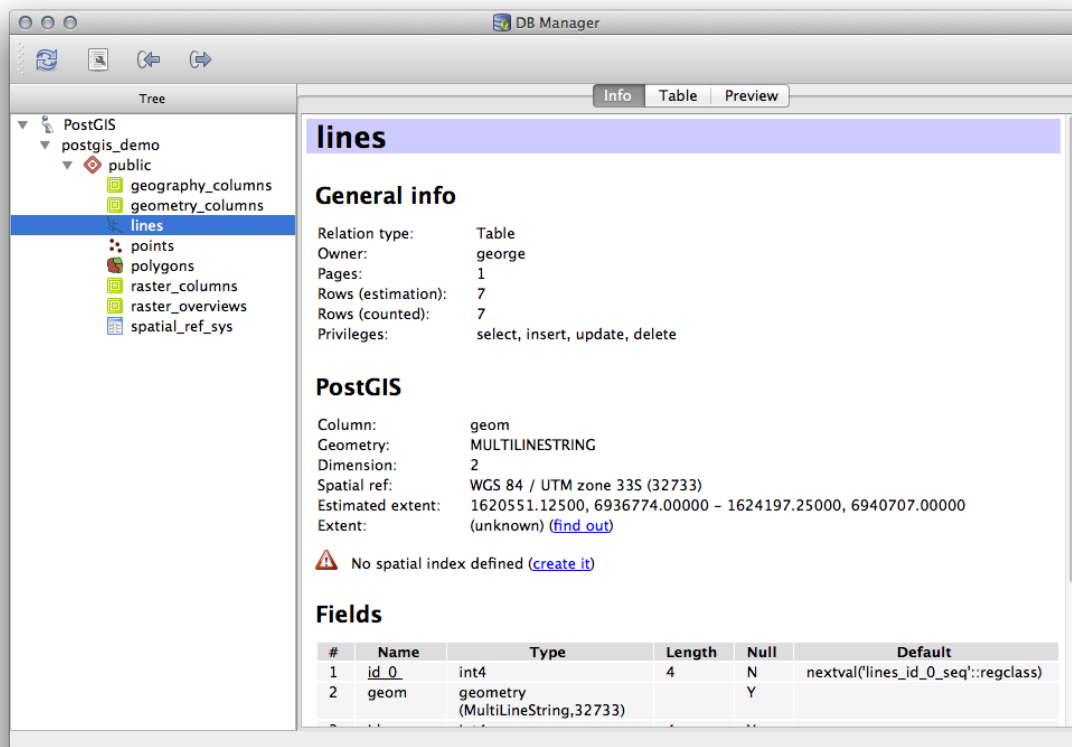 DB Manager
Tree
Info Table Preview
PostGIS
postgis_demo
public
geography_columns
geometry_columns
lines
points
polygons
raster_columns
raster_overviews
spatial_ref_sys
lines
General info
Relation type: Table
Owner: george
Pages: 1
Rows (estimation): 7
Rows (counted): 7
Privileges: select, insert, update, delete
PostGIS
Column: geom
Geometry: MULTILINESTRING
Dimension: 2
Spatial ref: WGS 84 / UTM zone 33S (32733)
Estimated extent: 1620551.12500, 6936774.00000 - 1624197.25000, 6940707.00000
Extent: (unknown) (find out)
No spatial index defined (create it)
Fields
# Name Type Length Null Default
1 id_0 int4 4 N nextval('lines_id_0_seq'::regclass)
2 geom geometry (MultiLineString,32733) Y